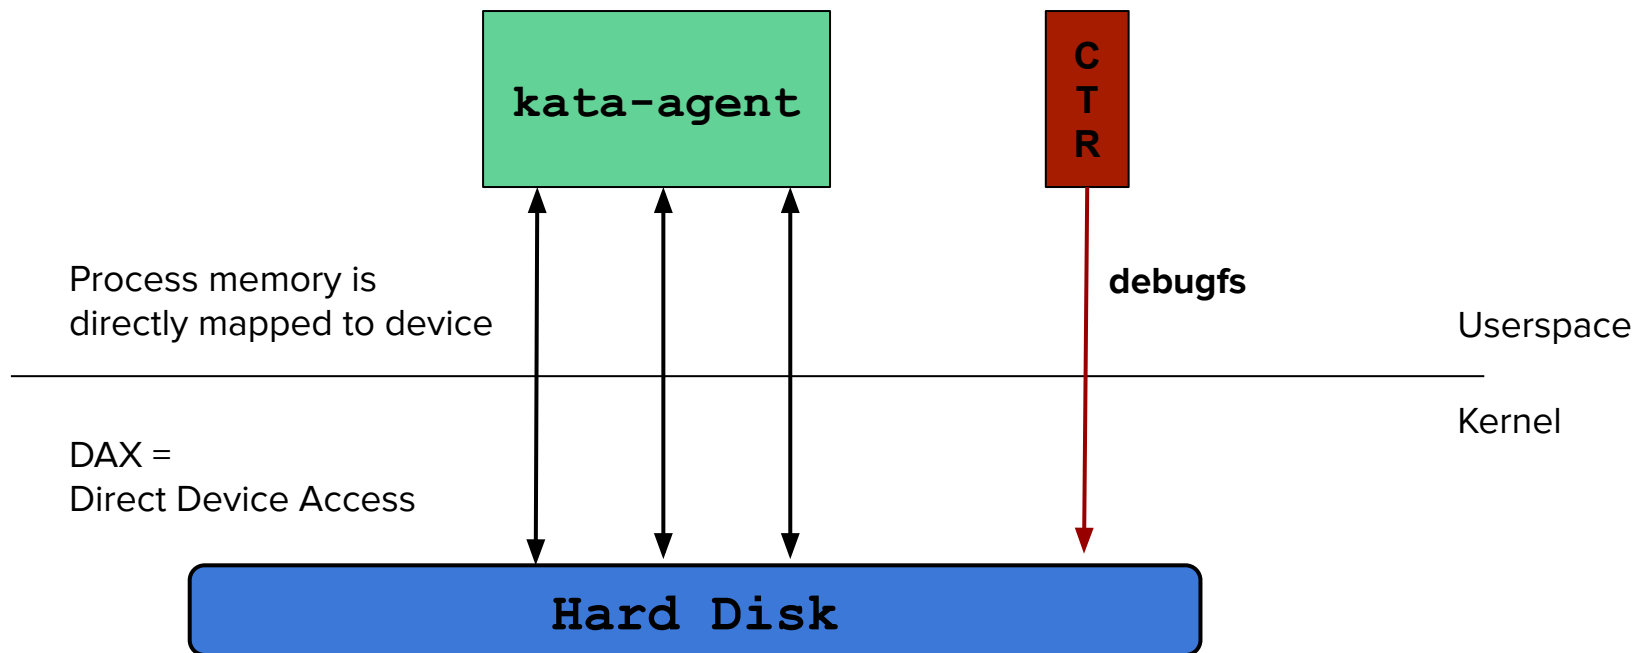 kata-agent
C
T
R
Process memory is
directly mapped to device
debugfs
Userspace
Kernel
DAX =
Direct Device Access
Hard Disk